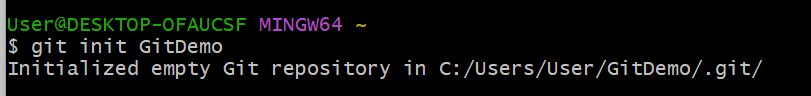 User@DESKTOP-OFAUCSF MINGW64 ~
$ git init GitDemo
Initialized empty Git repository in C:/Users/User/GitDemo/.git/